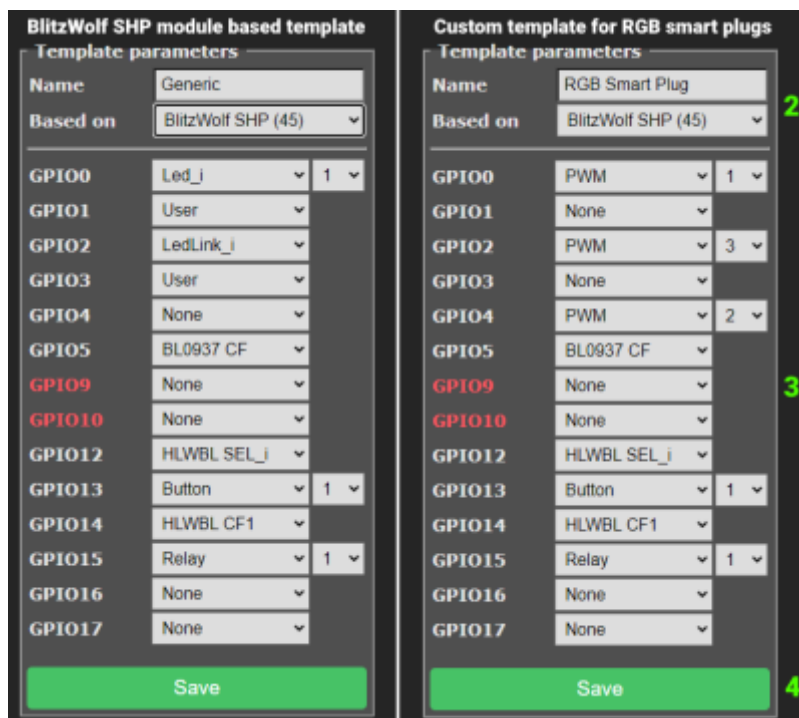 BlitzWolf SHP module based template
Template parameters
Name Generic
Based on BlitzWolf SHP (45)
GPIO0 Led_i 1
GPIO1 User
GPIO2 LedLink_i
GPIO3 User
GPIO4 None
GPIO5 BL0937 CF
GPIO9 None
GPIO10 None
GPIO12 HLWBL SEL_i
GPIO13 Button 1
GPIO14 HLWBL CF1
GPIO15 Relay 1
GPIO16 None
GPIO17 None
Save
Custom template for RGB smart plugs
Template parameters
Name RGB Smart Plug
2
Based on BlitzWolf SHP (45)
GPIO0 PWM 1
GPIO1 None
GPIO2 PWM 3
GPIO3 None
GPIO4 PWM 2
GPIO5 BL0937 CF
GPIO9 None 3
GPIO10 None
GPIO12 HLWBL SEL_i
GPIO13 Button 1
GPIO14 HLWBL CF1
GPIO15 Relay 1
GPIO16 None
GPIO17 None
Save 4